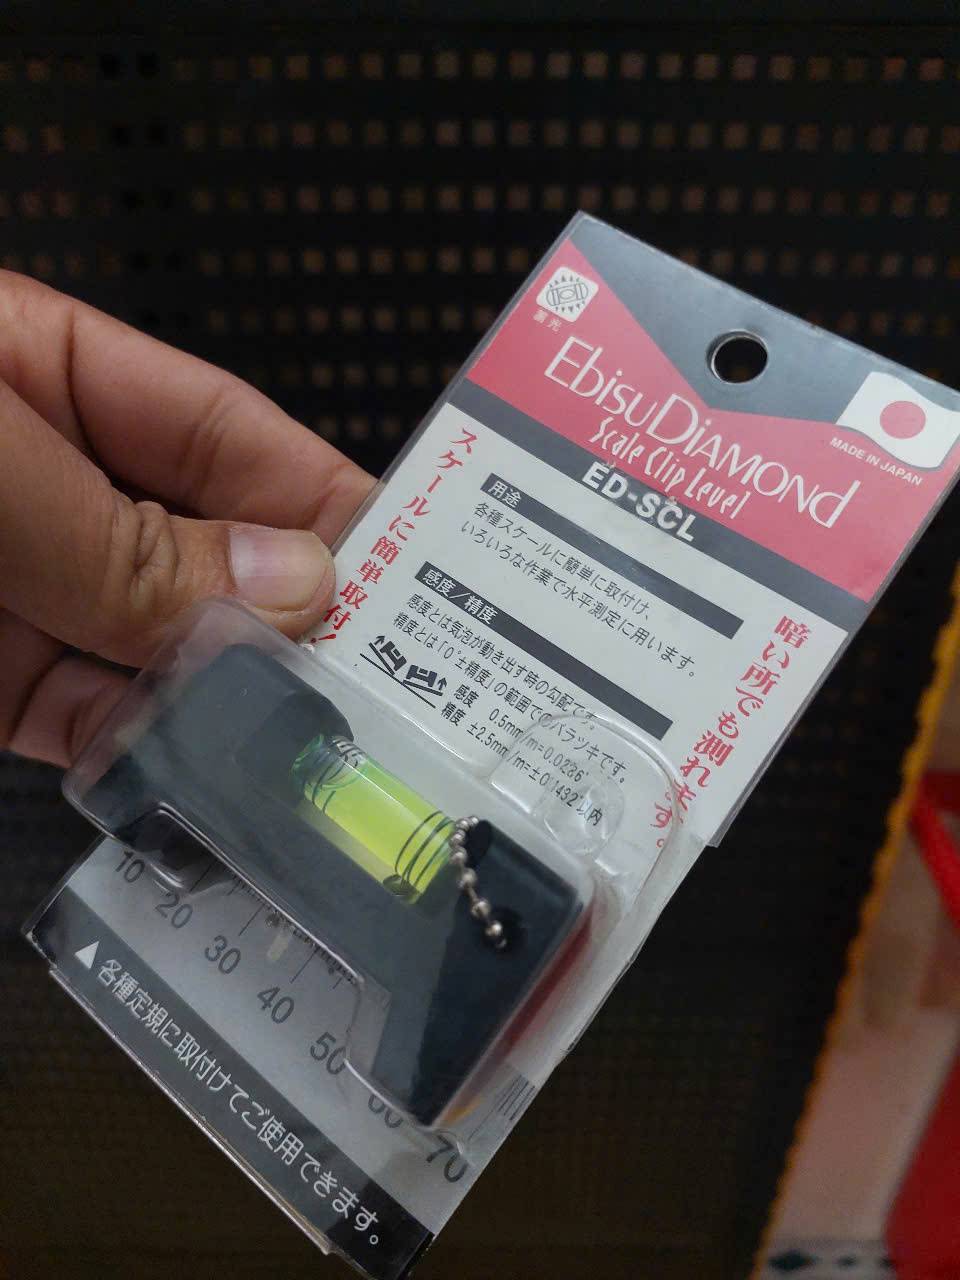 蓄光
EbisuDiAMONd
Scale Clip Level
ED-SCL
MADE IN JAPAN
スケールに簡単取付!
用途
各種スケールに簡単に取付け、
いろいろな作業で水平測定に用います。
感度/精度
感度とは気泡が動き出す時の勾配です。
精度とは「0°±精度」の範囲でのバラツキです。
感度 0.5mm/m=0.0286°
精度 ±2.5mm/m=±0.1432°以内
暗い所でも測れます。
10 20 30 40 50 60 70
▲各種定規に取付けてご使用できます。